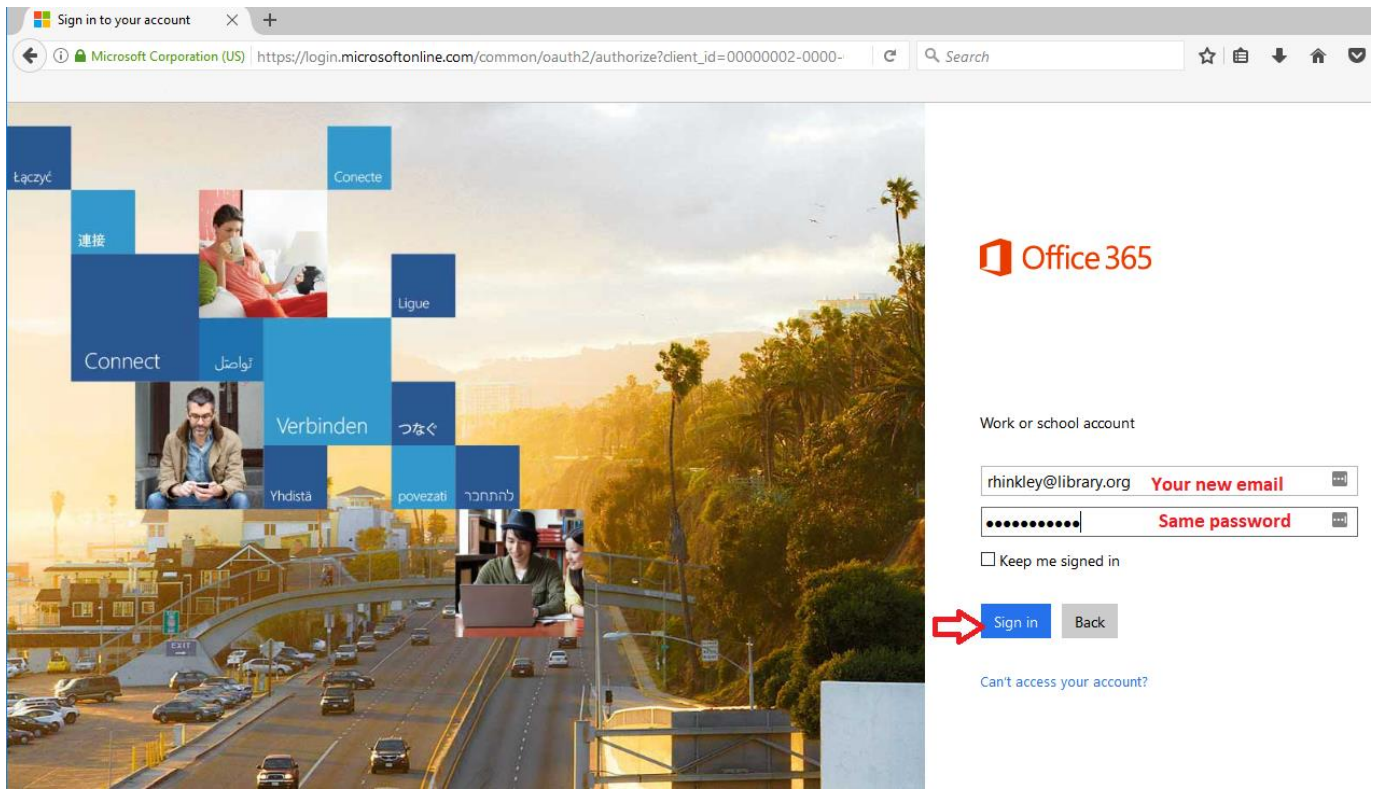 Sign in to your account
Microsoft Corporation (US) https://login.microsoftonline.com/common/oauth2/authorize?client_id=00000002-0000-
Search
Łączyć
Conecte
連接
Ligue
Connect
تواصَل
Verbinden
つなぐ
Yhdistä
povezati
להתחבר
EXIT
Office 365
Work or school account
rhinkley@library.org Your new email
Same password
Keep me signed in
Sign in Back
Can't access your account?